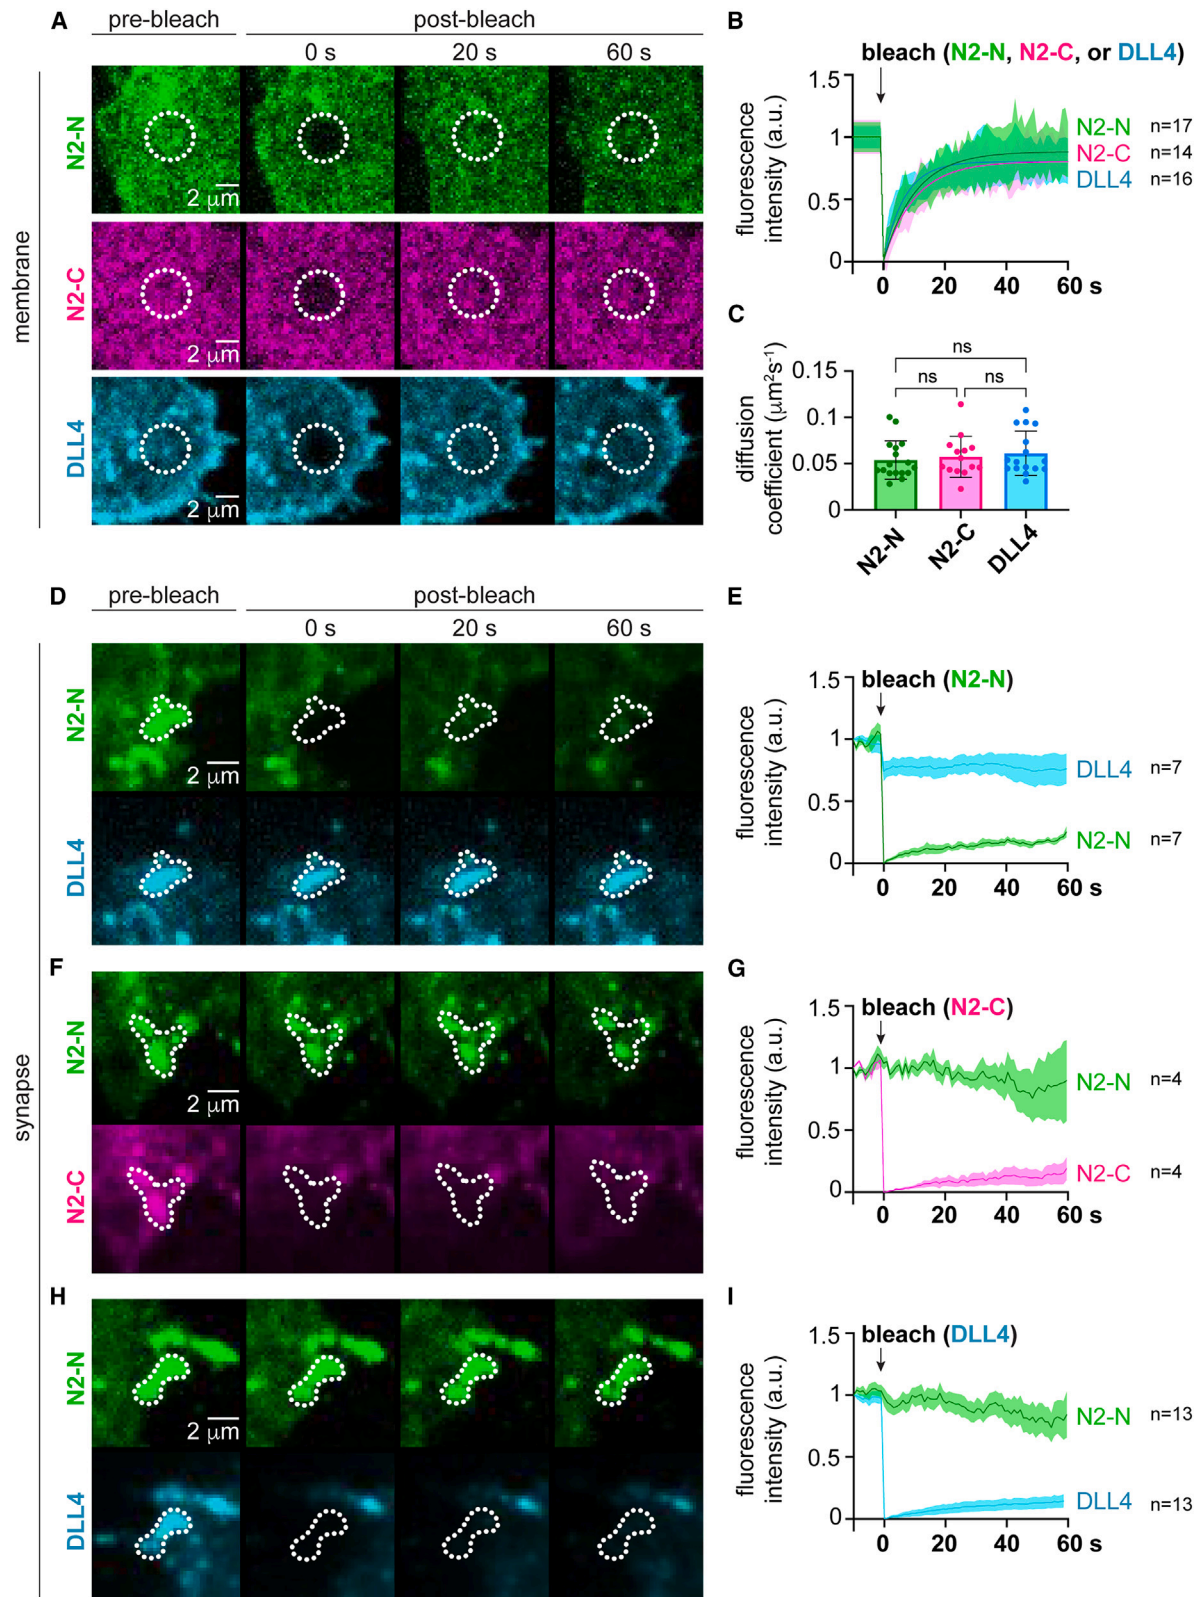 A
pre-bleach
post-bleach
0 s
20 s
60 s
membrane
N2-N
2 μm
N2-C
2 μm
DLL4
2 μm
B
bleach (N2-N, N2-C, or DLL4)
fluorescence
intensity (a.u.)
1.5
1
0.5
0
0
20
40
60 s
N2-N n=17
N2-C n=14
DLL4 n=16
C
diffusion
coefficient (μm²s⁻¹)
0.15
0.1
0.05
0
ns
ns
ns
N2-N
N2-C
DLL4
D
pre-bleach
post-bleach
0 s
20 s
60 s
synapse
N2-N
2 μm
DLL4
E
bleach (N2-N)
fluorescence
intensity (a.u.)
1.5
1
0.5
0
0
20
40
60 s
DLL4 n=7
N2-N n=7
F
N2-N
2 μm
N2-C
G
bleach (N2-C)
fluorescence
intensity (a.u.)
1.5
1
0.5
0
0
20
40
60 s
N2-N n=4
N2-C n=4
H
N2-N
2 μm
DLL4
I
bleach (DLL4)
fluorescence
intensity (a.u.)
1.5
1
0.5
0
0
20
40
60 s
N2-N n=13
DLL4 n=13